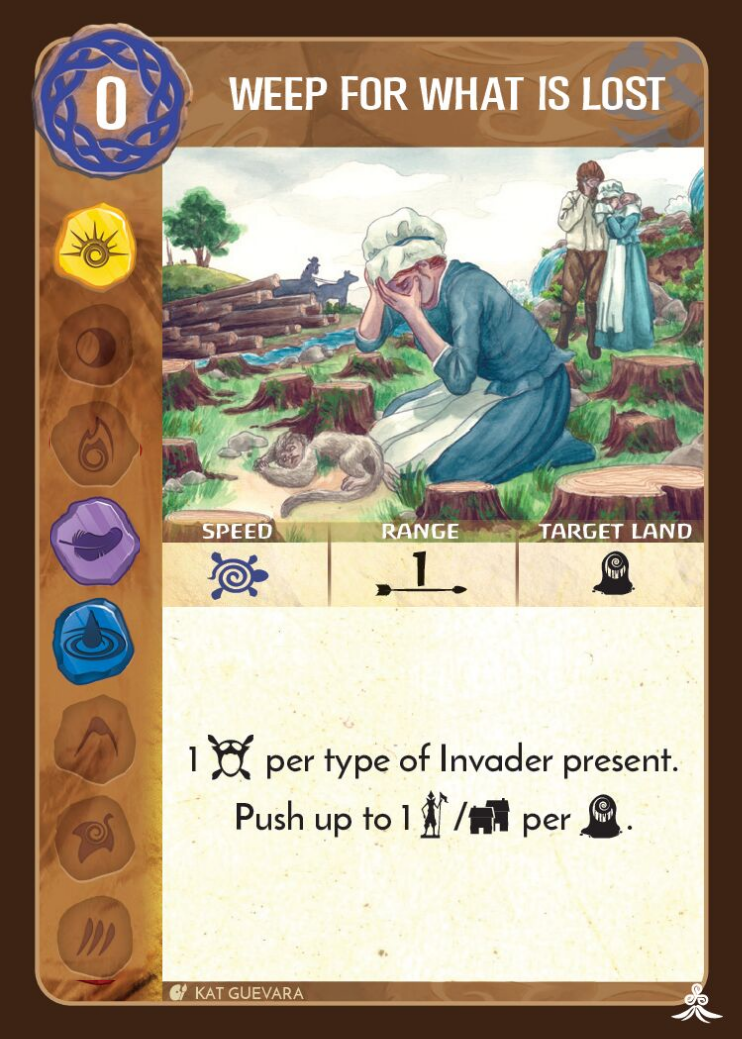 0
WEEP FOR WHAT IS LOST
SPEED RANGE TARGET LAND
1
1 per type of Invader present.
Push up to 1 / per .
KAT GUEVARA